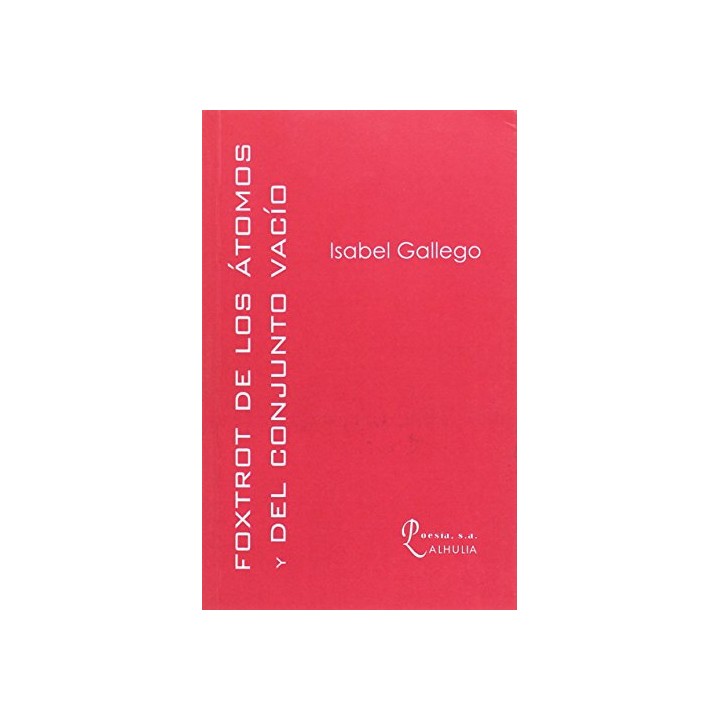 FOXTROT DE LOS ÁTOMOS
Y DEL CONJUNTO VACÍO
Isabel Gallego
Poesía, s.a.
ALHULIA